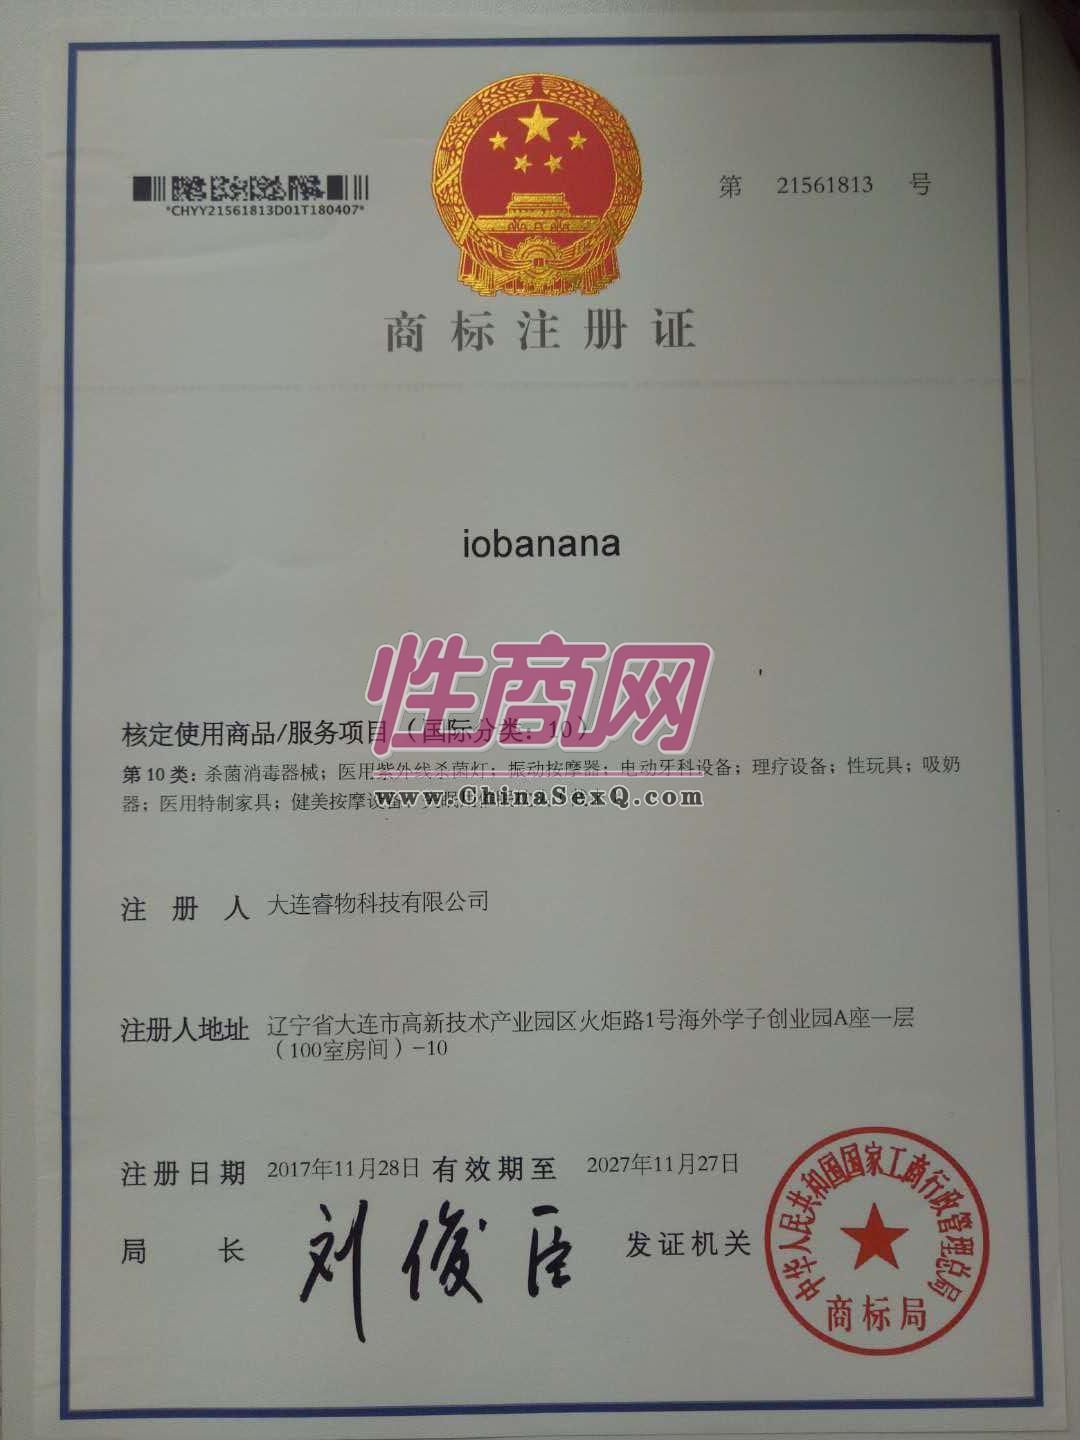 *CHYY21561813D01T180407*
第 21561813 号
商标注册证
iobanana
性商网
核定使用商品/服务项目（国际分类：10）
第10类：杀菌消毒器械；医用紫外线杀菌灯；振动按摩器；电动牙科设备；理疗设备；性玩具；吸奶
器；医用特制家具；健美按摩设备
www.ChinaSexQ.com
注册人 大连睿物科技有限公司
注册人地址 辽宁省大连市高新技术产业园区火炬路1号海外学子创业园A座一层
（100室房间）-10
注册日期 2017年11月28日 有效期至 2027年11月27日
局长 刘俊臣 发证机关
中华人民共和国国家工商行政管理总局
商标局